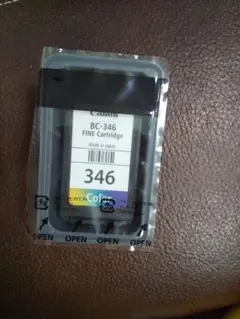 Canon
BC-346
FINE Cartridge
346
Color
OPEN OPEN OPEN OPEN